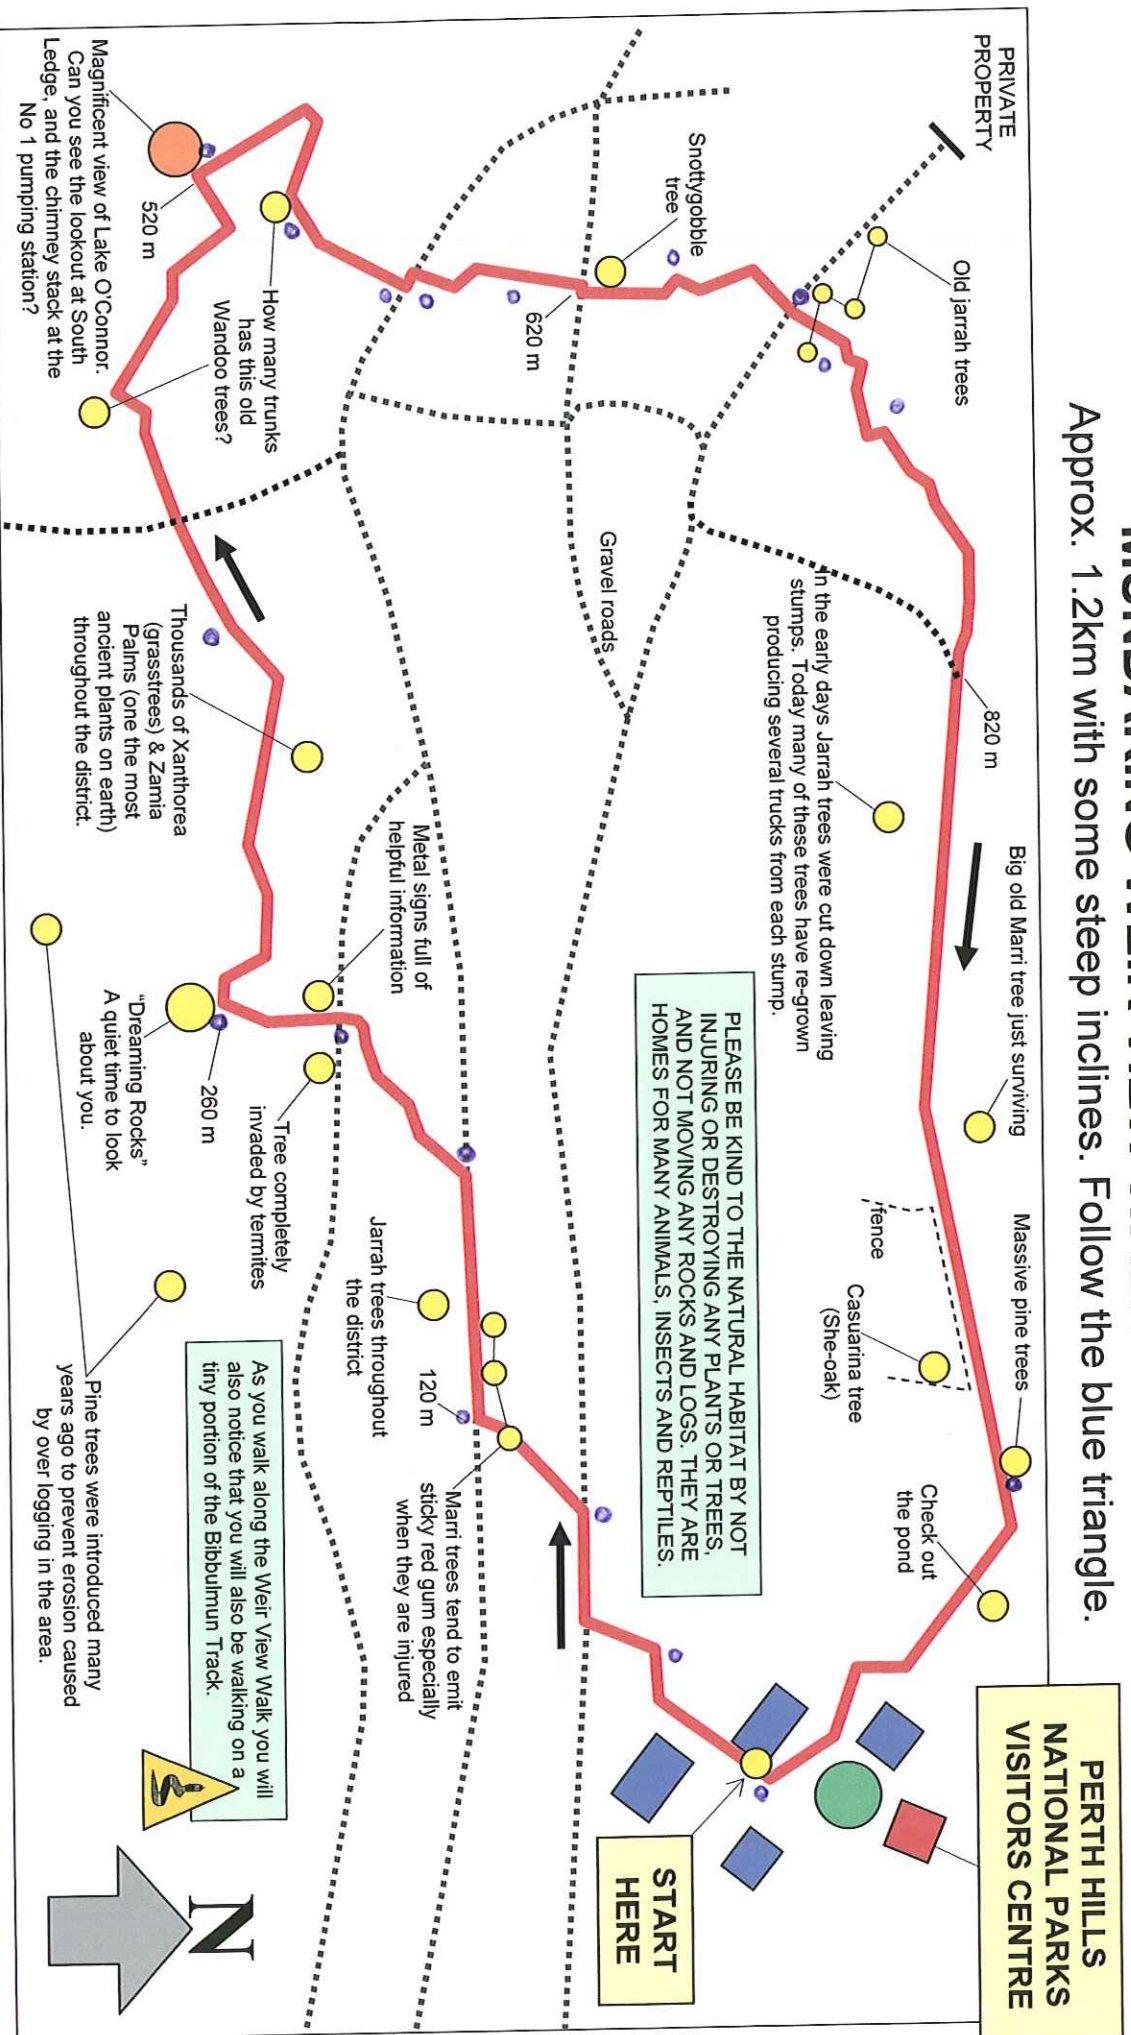 Approx. 1.2km with some steep inclines. Follow the blue triangle.
PERTH HILLS
NATIONAL PARKS
VISITORS CENTRE
START
HERE
PRIVATE
PROPERTY
Old jarrah trees
820 m
Big old Marri tree just surviving
Massive pine trees
Check out
the pond
fence
Casuarina tree
(She-oak)
In the early days Jarrah trees were cut down leaving
stumps. Today many of these trees have re-grown
producing several trucks from each stump.
Snottygobble
tree
620 m
Gravel roads
PLEASE BE KIND TO THE NATURAL HABITAT BY NOT
INJURING OR DESTROYING ANY PLANTS OR TREES,
AND NOT MOVING ANY ROCKS AND LOGS. THEY ARE
HOMES FOR MANY ANIMALS, INSECTS AND REPTILES.
How many trunks
has this old
Wandoo trees?
520 m
Magnificent view of Lake O'Connor.
Can you see the lookout at South
Ledge, and the chimney stack at the
No 1 pumping station?
Thousands of Xanthorea
(grasstrees) & Zamia
Palms (one the most
ancient plants on earth)
throughout the district.
Metal signs full of
helpful information
"Dreaming Rocks"
A quiet time to look
about you.
260 m
Tree completely
invaded by termites
Jarrah trees throughout
the district
120 m
Marri trees tend to emit
sticky red gum especially
when they are injured
As you walk along the Weir View Walk you will
also notice that you will also be walking on a
tiny portion of the Bibbulmun Track.
Pine trees were introduced many
years ago to prevent erosion caused
by over logging in the area.
N